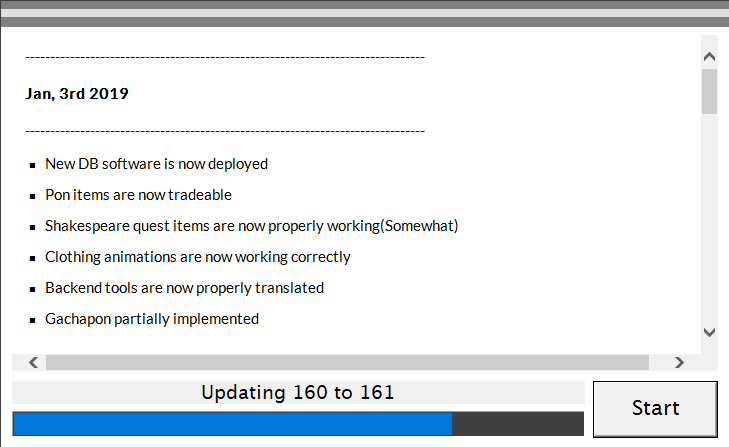 --------------------------------------------------------------------------------
Jan, 3rd 2019
--------------------------------------------------------------------------------
▪ New DB software is now deployed
▪ Pon items are now tradeable
▪ Shakespeare quest items are now properly working(Somewhat)
▪ Clothing animations are now working correctly
▪ Backend tools are now properly translated
▪ Gachapon partially implemented
Updating 160 to 161
Start